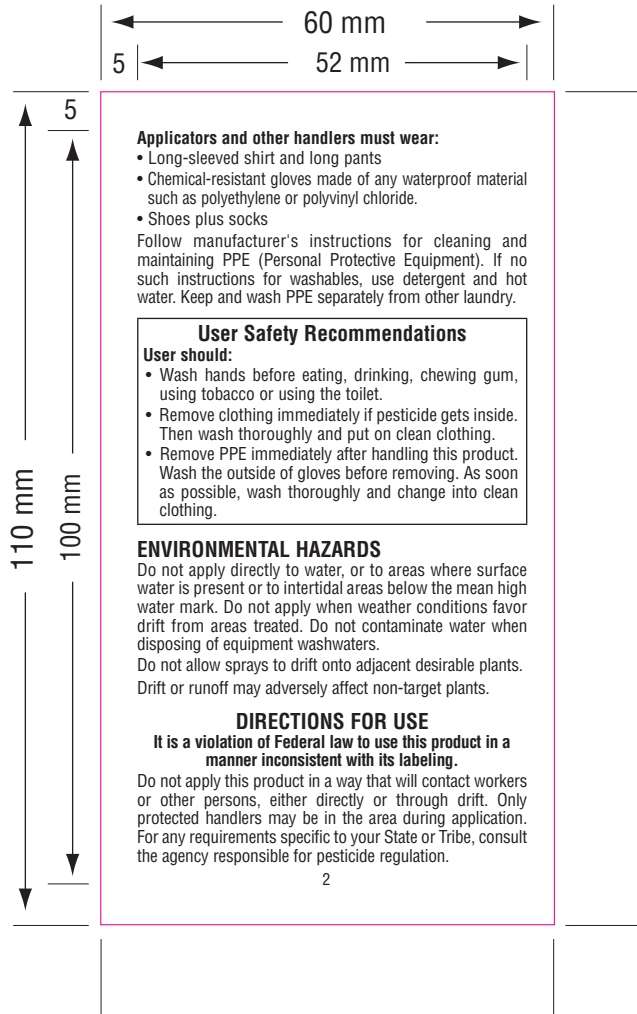 60 mm
5
52 mm
5
110 mm
100 mm
Applicators and other handlers must wear:
• Long-sleeved shirt and long pants
• Chemical-resistant gloves made of any waterproof material
such as polyethylene or polyvinyl chloride.
• Shoes plus socks
Follow manufacturer's instructions for cleaning and
maintaining PPE (Personal Protective Equipment). If no
such instructions for washables, use detergent and hot
water. Keep and wash PPE separately from other laundry.
User Safety Recommendations
User should:
• Wash hands before eating, drinking, chewing gum,
using tobacco or using the toilet.
• Remove clothing immediately if pesticide gets inside.
Then wash thoroughly and put on clean clothing.
• Remove PPE immediately after handling this product.
Wash the outside of gloves before removing. As soon
as possible, wash thoroughly and change into clean
clothing.
ENVIRONMENTAL HAZARDS
Do not apply directly to water, or to areas where surface
water is present or to intertidal areas below the mean high
water mark. Do not apply when weather conditions favor
drift from areas treated. Do not contaminate water when
disposing of equipment washwaters.
Do not allow sprays to drift onto adjacent desirable plants.
Drift or runoff may adversely affect non-target plants.
DIRECTIONS FOR USE
It is a violation of Federal law to use this product in a
manner inconsistent with its labeling.
Do not apply this product in a way that will contact workers
or other persons, either directly or through drift. Only
protected handlers may be in the area during application.
For any requirements specific to your State or Tribe, consult
the agency responsible for pesticide regulation.
2